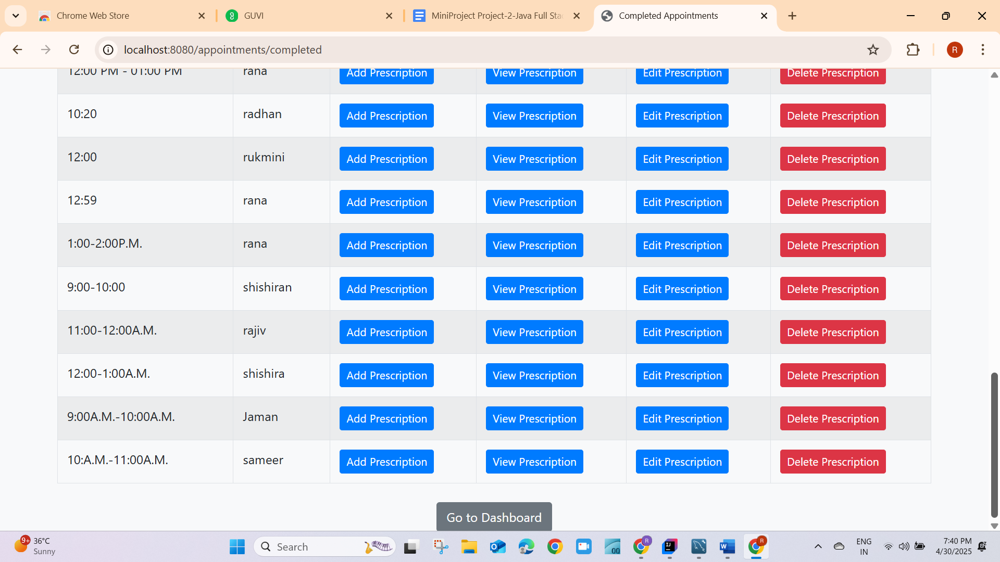 Chrome Web Store
GUVI
MiniProject Project-2-Java Full Sta
Completed Appointments
localhost:8080/appointments/completed
R
12:00 PM - 01:00 PM rana Add Prescription View Prescription Edit Prescription Delete Prescription
10:20 radhan Add Prescription View Prescription Edit Prescription Delete Prescription
12:00 rukmini Add Prescription View Prescription Edit Prescription Delete Prescription
12:59 rana Add Prescription View Prescription Edit Prescription Delete Prescription
1:00-2:00P.M. rana Add Prescription View Prescription Edit Prescription Delete Prescription
9:00-10:00 shishiran Add Prescription View Prescription Edit Prescription Delete Prescription
11:00-12:00A.M. rajiv Add Prescription View Prescription Edit Prescription Delete Prescription
12:00-1:00A.M. shishira Add Prescription View Prescription Edit Prescription Delete Prescription
9:00A.M.-10:00A.M. Jaman Add Prescription View Prescription Edit Prescription Delete Prescription
10:A.M.-11:00A.M. sameer Add Prescription View Prescription Edit Prescription Delete Prescription
Go to Dashboard
9+ 36°C
Sunny
Search
ENG
IN
7:40 PM
4/30/2025